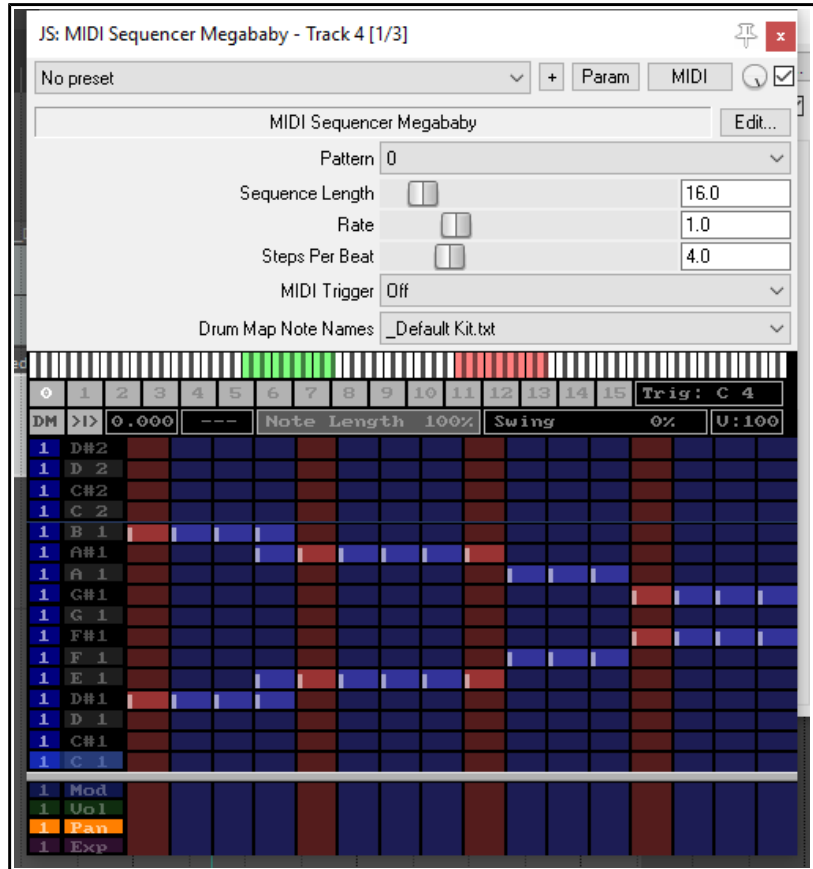 JS: MIDI Sequencer Megababy - Track 4 [1/3]
x
No preset + Param MIDI
MIDI Sequencer Megababy Edit...
Pattern 0
Sequence Length 16.0
Rate 1.0
Steps Per Beat 4.0
MIDI Trigger Off
Drum Map Note Names _Default Kit.txt
0 1 2 3 4 5 6 7 8 9 10 11 12 13 14 15 Trig: C 4
DM >I> 0.000 --- Note Length 100% Swing 0% U:100
1 D#2
1 D 2
1 C#2
1 C 2
1 B 1
1 A#1
1 A 1
1 G#1
1 G 1
1 F#1
1 F 1
1 E 1
1 D#1
1 D 1
1 C#1
1 C 1
1 Mod
1 Vol
1 Pan
1 Exp